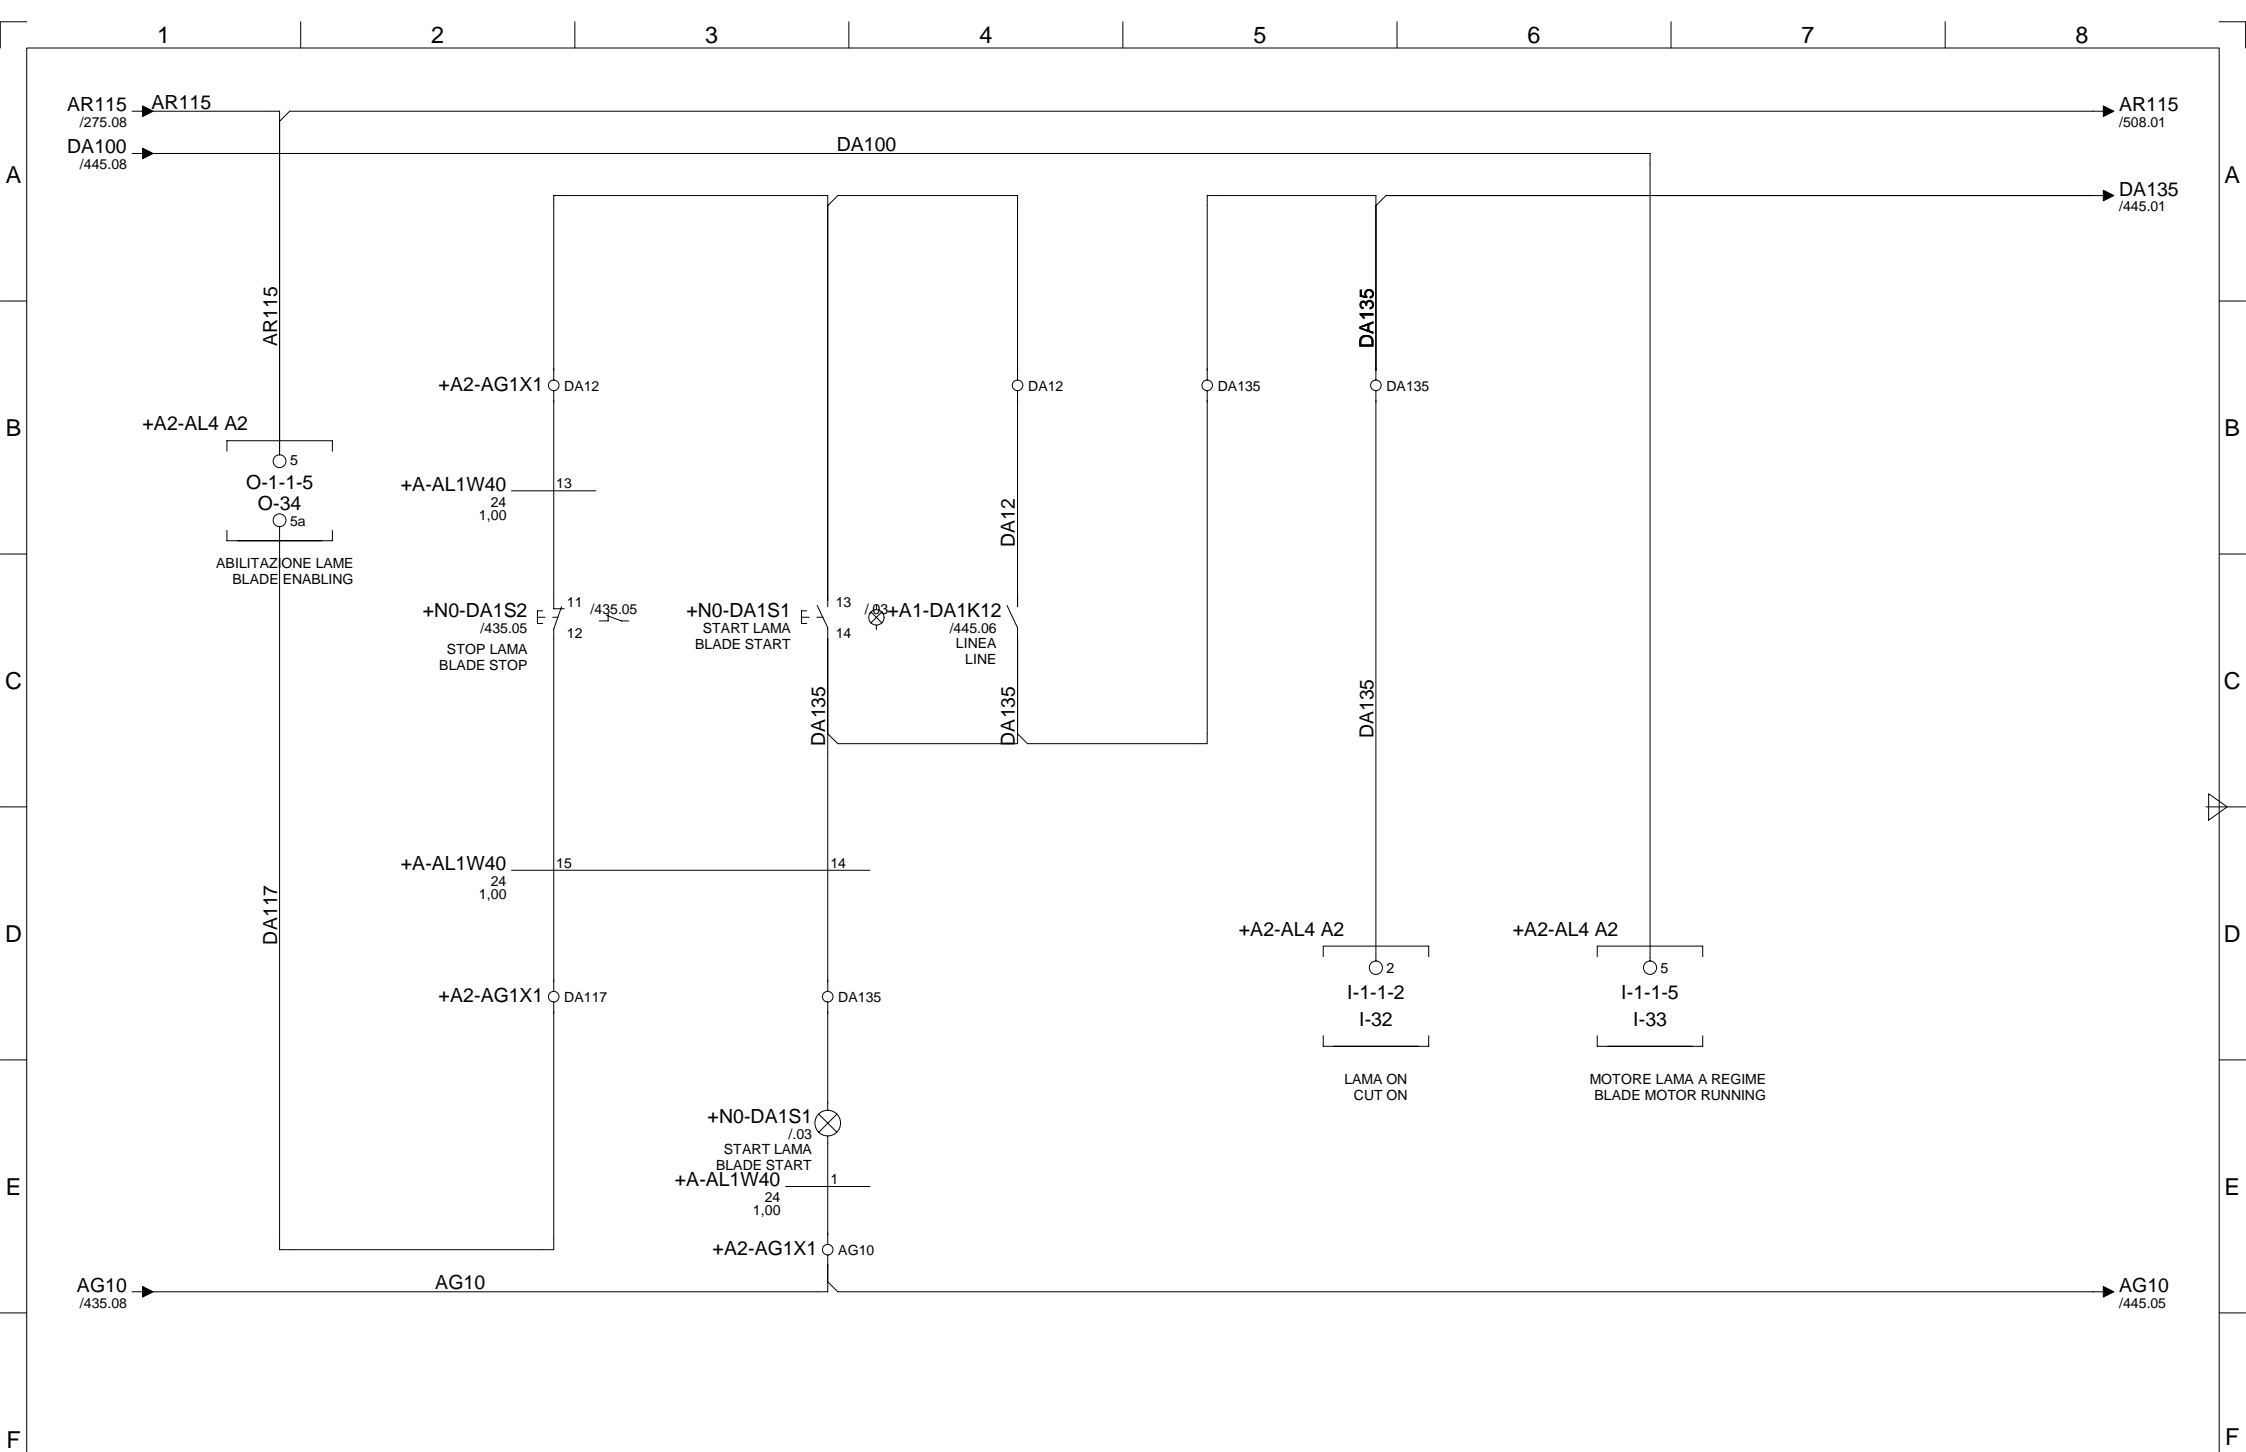 1 2 3 4 5 6 7 8
AR115 AR115 AR115
/275.08 /508.01
DA100 DA100
/445.08
A A
DA135
/445.01
AR115 DA135
+A2-AG1X1 DA12 DA12 DA135 DA135
+A2-AL4 A2
B B
5
O-1-1-5
O-34
5a
+A-AL1W40 13
24
1,00
DA12
ABILITAZIONE LAME
BLADE ENABLING
+N0-DA1S2 11 /435.05
/435.05 12
STOP LAMA
BLADE STOP
+N0-DA1S1 13 /.03
START LAMA 14
BLADE START
+A1-DA1K12
/445.06
LINEA
LINE
C C
DA135 DA135 DA135
+A-AL1W40 15 14
24
1,00
DA117
D D
+A2-AL4 A2 +A2-AL4 A2
2 5
I-1-1-2 I-1-1-5
I-32 I-33
+A2-AG1X1 DA117 DA135
LAMA ON
CUT ON
MOTORE LAMA A REGIME
BLADE MOTOR RUNNING
+N0-DA1S1
/.03
START LAMA
BLADE START
+A-AL1W40 1
24
1,00
E E
+A2-AG1X1 AG10
AG10 AG10 AG10
/435.08 /445.05
F F